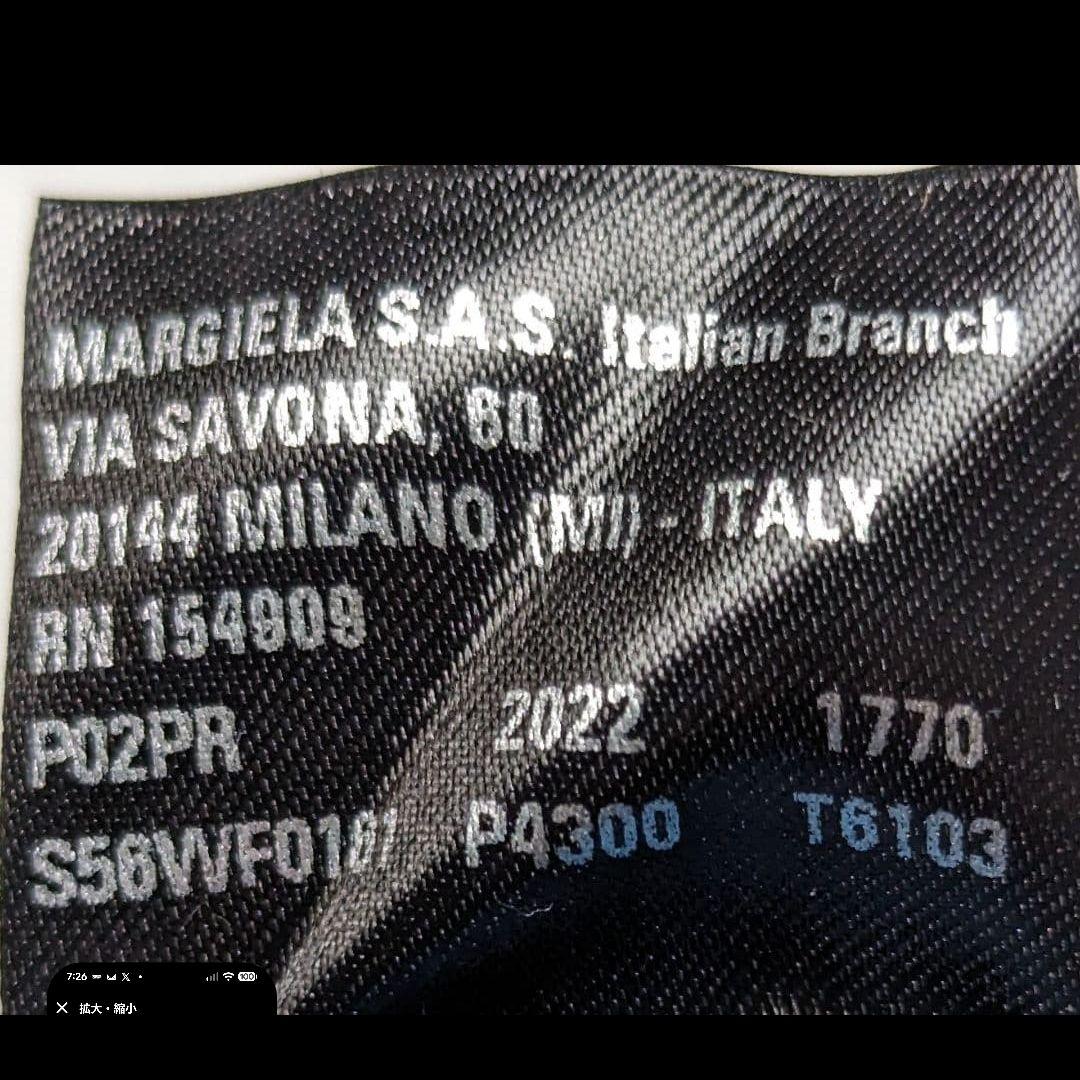 MARGIELA S.A.S. Italian Branch
VIA SAVONA, 60
20144 MILANO (MI) - ITALY
RN 154909
P02PR 2022 1770
P4300 T6103
7:26 100
× 拡大・縮小